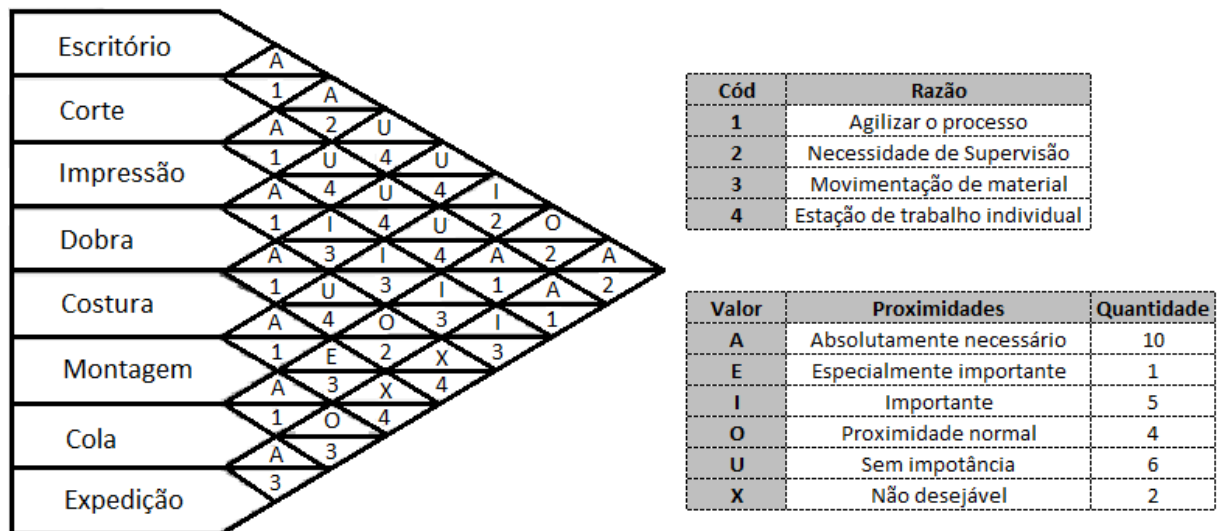 Escritório
A
1 A
Corte
A 2 U
1 U 4 U
Impressão
A 4 U 4 I
1 I 4 U 2 O
Dobra
A 3 I 4 A 2 A
1 U 3 I 1 A 2
Costura
A 4 O 3 I 1
1 E 2 X 3
Montagem
A 3 X 4
1 O 4
Cola
A 3
3
Expedição
Cód Razão
1 Agilizar o processo
2 Necessidade de Supervisão
3 Movimentação de material
4 Estação de trabalho individual
Valor Proximidades Quantidade
A Absolutamente necessário 10
E Especialmente importante 1
I Importante 5
O Proximidade normal 4
U Sem impotância 6
X Não desejável 2